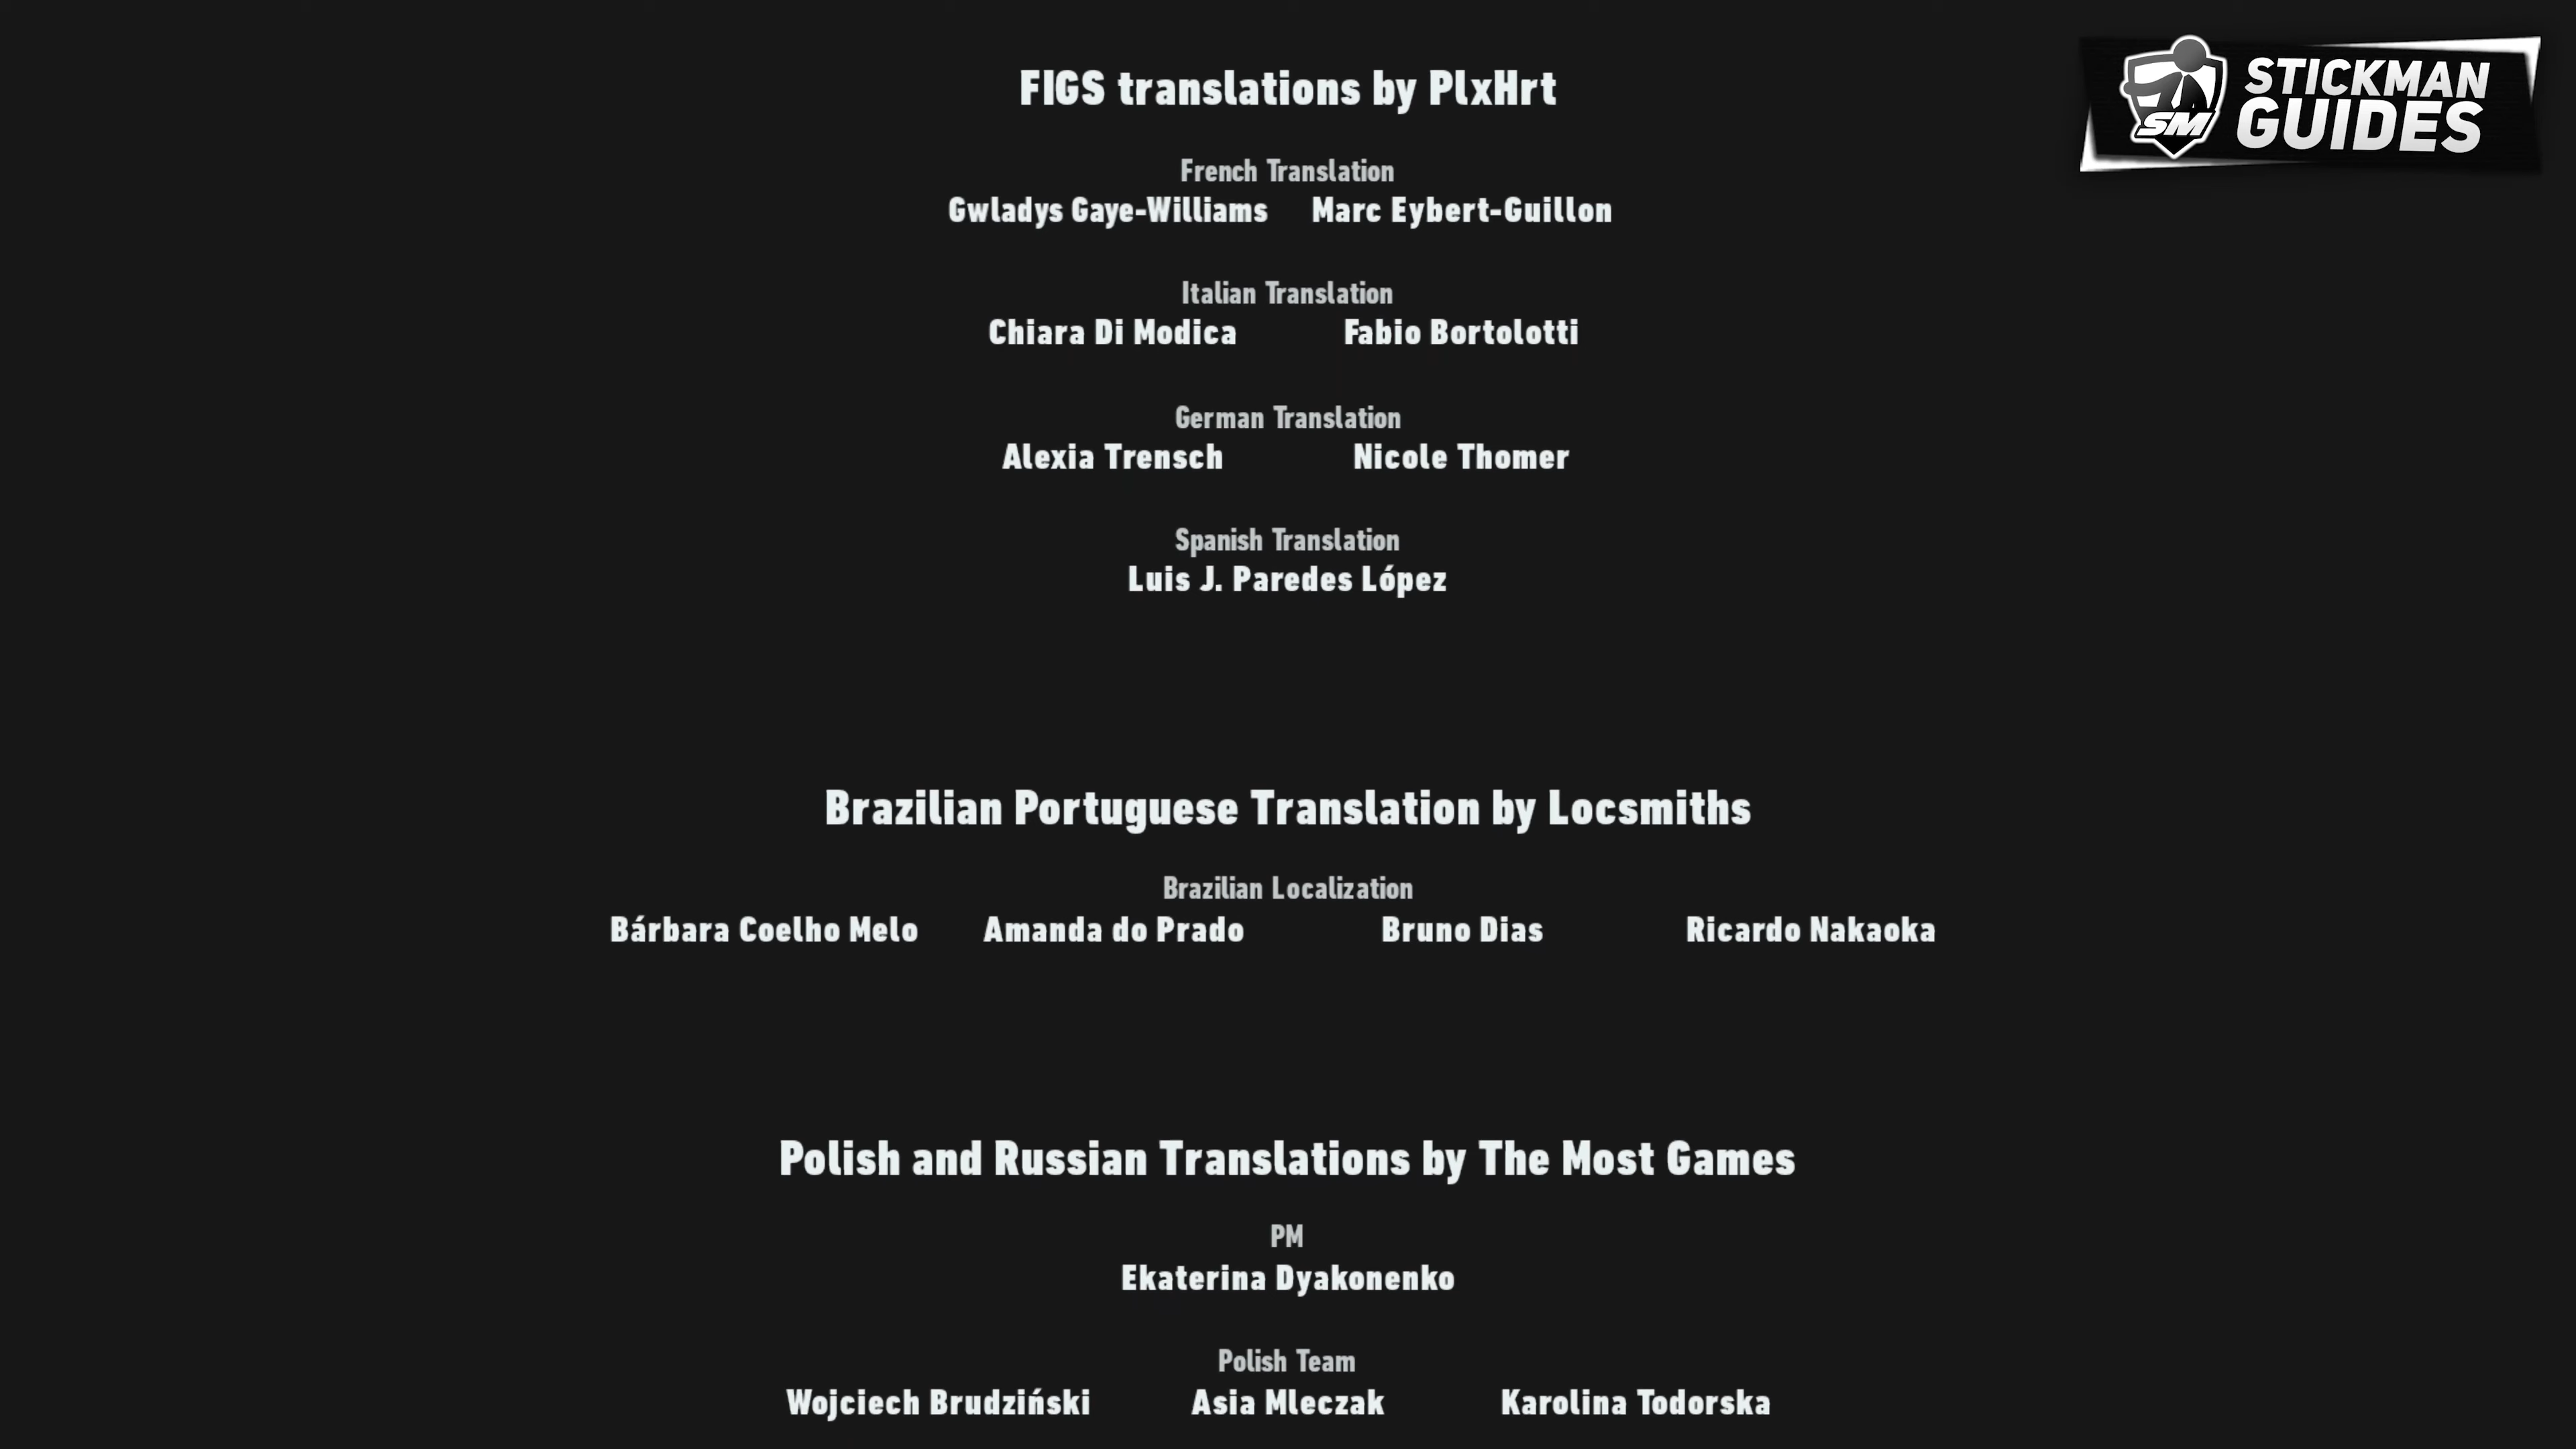 FIGS translations by PlxHrt
STICKMAN
GUIDES
SM
French Translation
Gwladys Gaye-Williams Marc Eybert-Guillon
Italian Translation
Chiara Di Modica Fabio Bortolotti
German Translation
Alexia Trensch Nicole Thomer
Spanish Translation
Luis J. Paredes López
Brazilian Portuguese Translation by Locsmiths
Brazilian Localization
Bárbara Coelho Melo Amanda do Prado Bruno Dias Ricardo Nakaoka
Polish and Russian Translations by The Most Games
PM
Ekaterina Dyakonenko
Polish Team
Wojciech Brudziński Asia Mleczak Karolina Todorska